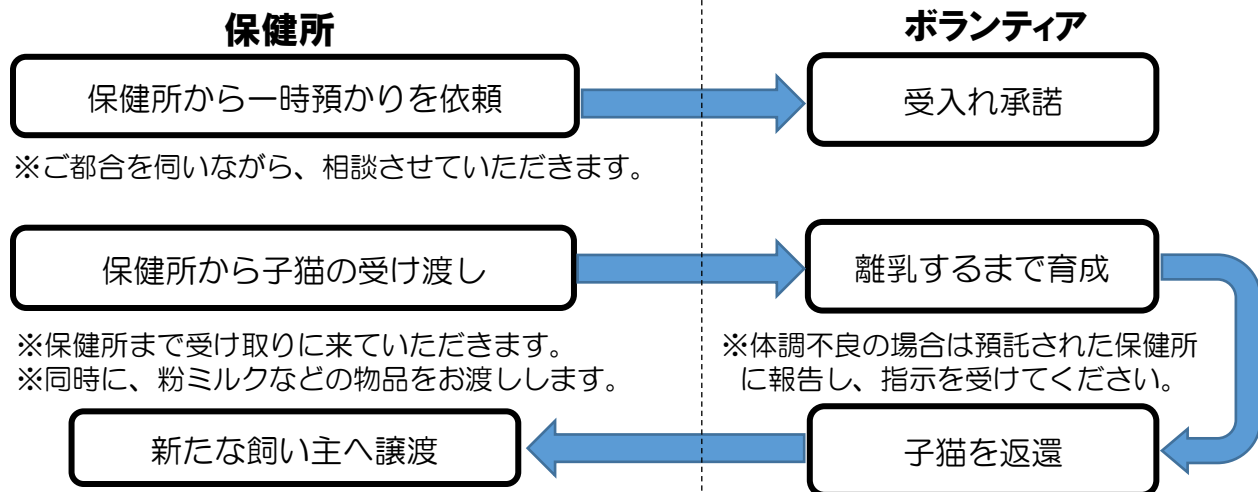 保健所
ボランティア
保健所から一時預かりを依頼
受入れ承諾
※ご都合を伺いながら、相談させていただきます。
保健所から子猫の受け渡し
離乳するまで育成
※保健所まで受け取りに来ていただきます。
※同時に、粉ミルクなどの物品をお渡しします。
※体調不良の場合は預託された保健所
に報告し、指示を受けてください。
新たな飼い主へ譲渡
子猫を返還